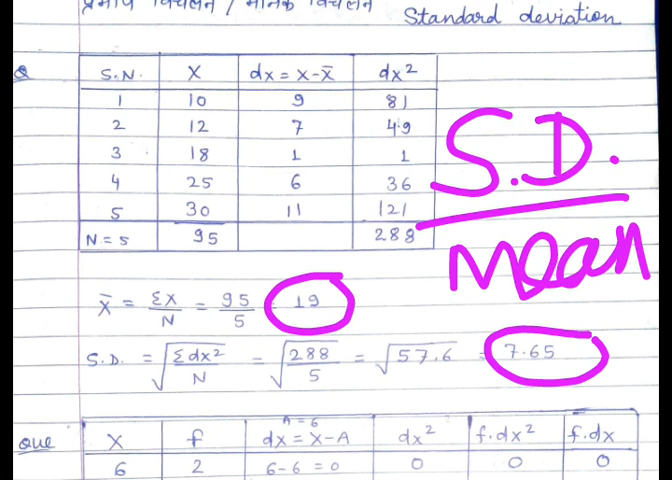 प्रमाप विचलन / मानक विचलन Standard deviation
Q S.N. X dx = x-x̄ dx²
1 10 9 81
2 12 7 49
3 18 1 1
4 25 6 36
5 30 11 121
N = 5 95 288
S.D.
Mean
X̄ = ΣX/N = 95/5 19
S.D. = √Σdx²/N = √288/5 = √57.6 = 7.65
A = 6
Que X f dx = X-A dx² f.dx² f.dx
6 2 6-6 = 0 0 0 0